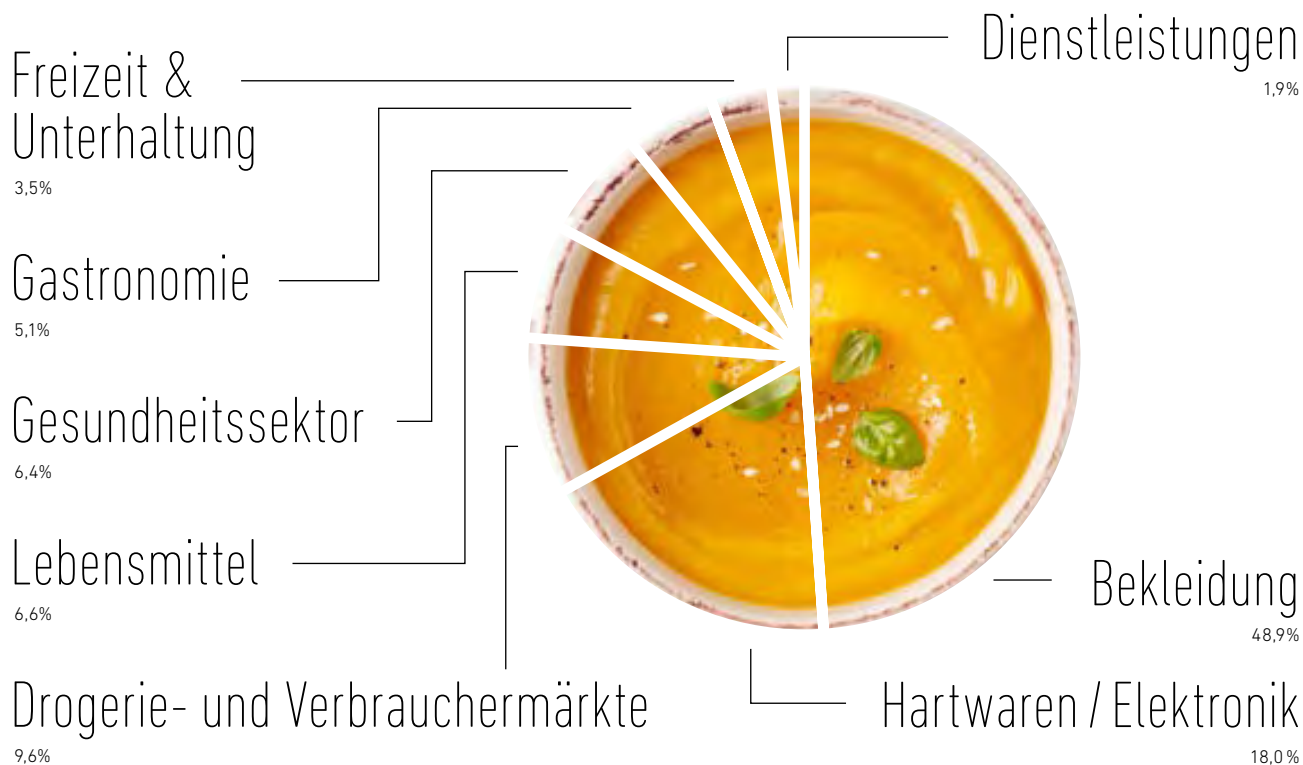 Dienstleistungen
1,9%
Freizeit &
Unterhaltung
3,5%
Gastronomie
5,1%
Gesundheitssektor
6,4%
Lebensmittel
6,6%
Bekleidung
48,9%
Drogerie- und Verbrauchermärkte
9,6%
Hartwaren / Elektronik
18,0 %